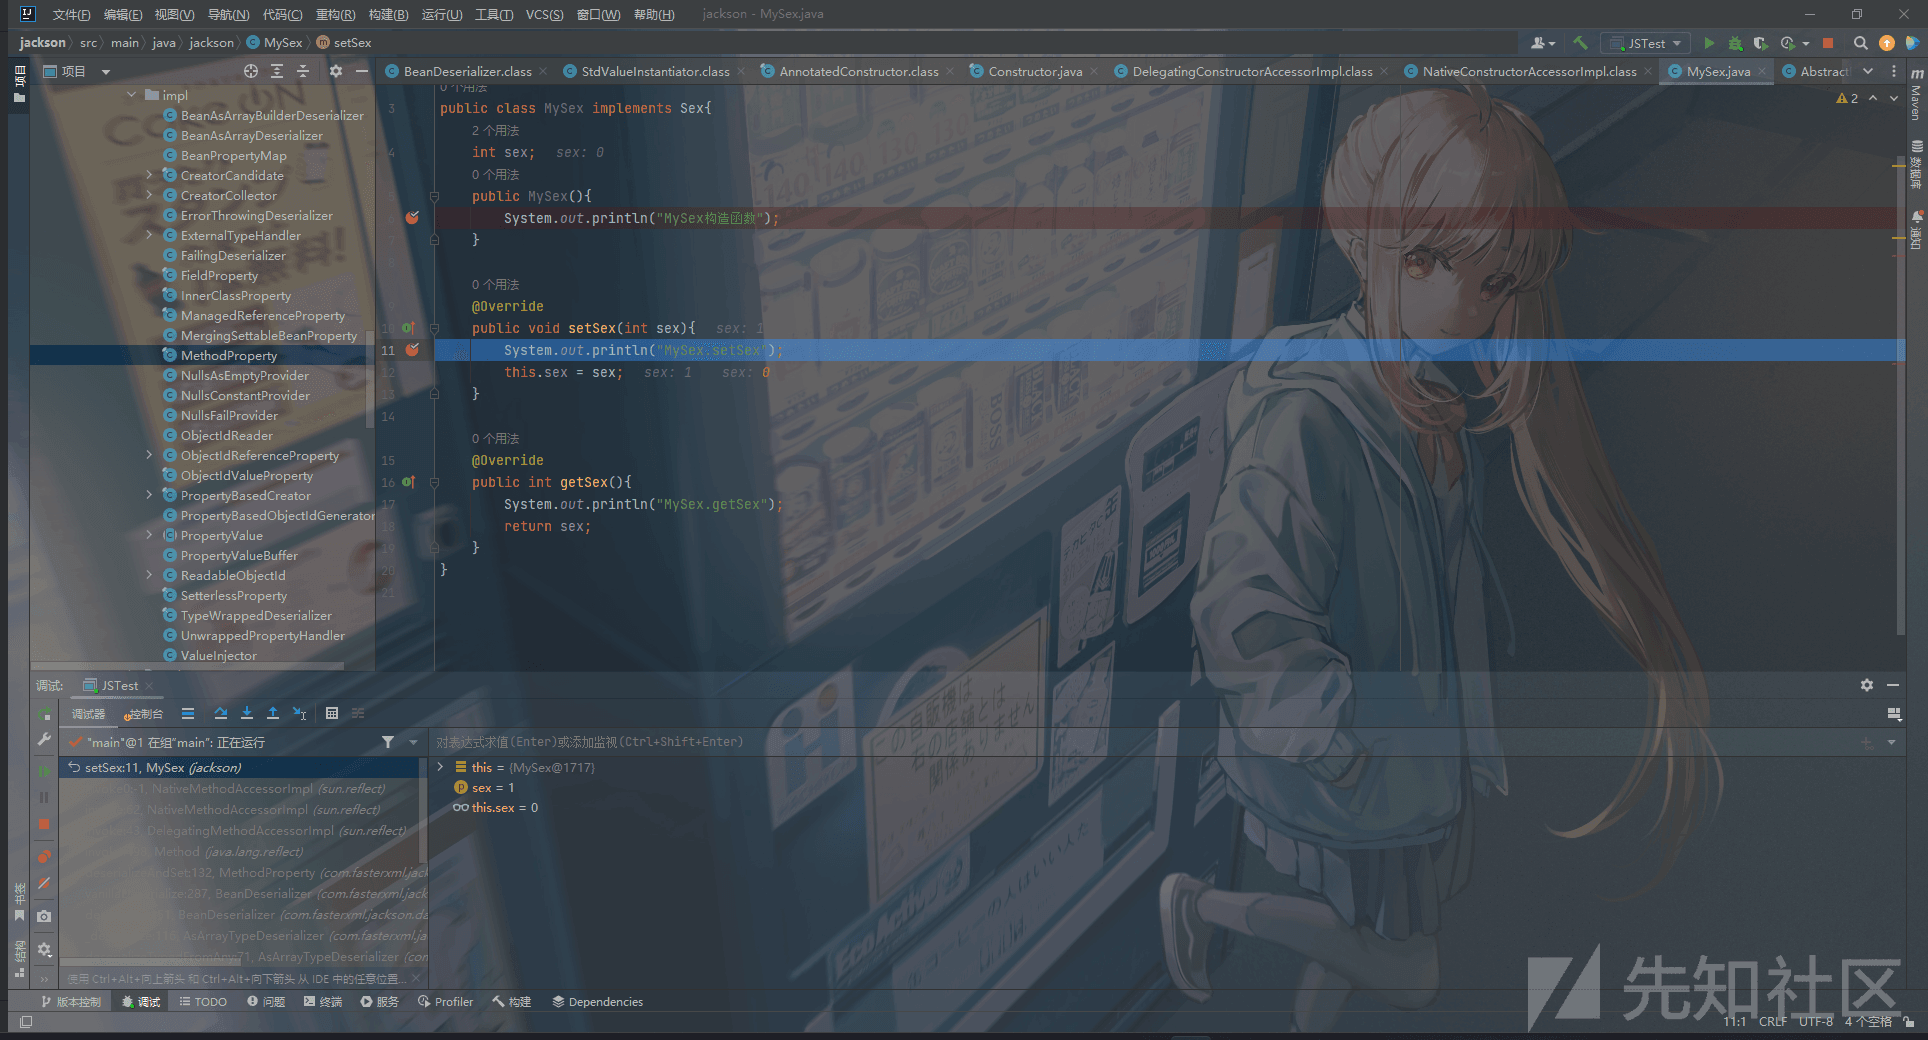 文件(F) 编辑(E) 视图(V) 导航(N) 代码(C) 重构(R) 构建(B) 运行(U) 工具(T) VCS(S) 窗口(W) 帮助(H) jackson - MySex.java
jackson src main java jackson MySex setSex JSTest
项目
BeanDeserializer.class StdValueInstantiator.class AnnotatedConstructor.class Constructor.java DelegatingConstructorAccessorImpl.class NativeConstructorAccessorImpl.class MySex.java Abstract
项目
Maven
数据库
通知
impl
BeanAsArrayBuilderDeserializer
BeanAsArrayDeserializer
BeanPropertyMap
CreatorCandidate
CreatorCollector
ErrorThrowingDeserializer
ExternalTypeHandler
FailingDeserializer
FieldProperty
InnerClassProperty
ManagedReferenceProperty
MergingSettableBeanProperty
MethodProperty
NullsAsEmptyProvider
NullsConstantProvider
NullsFailProvider
ObjectIdReader
ObjectIdReferenceProperty
ObjectIdValueProperty
PropertyBasedCreator
PropertyBasedObjectIdGenerator
PropertyValue
PropertyValueBuffer
ReadableObjectId
SetterlessProperty
TypeWrappedDeserializer
UnwrappedPropertyHandler
ValueInjector
2
0 个用法
3 public class MySex implements Sex{
2 个用法
4 int sex; sex: 0
0 个用法
public MySex(){
System.out.println("MySex构造函数");
7 }
0 个用法
@Override
10 public void setSex(int sex){ sex: 1
11 System.out.println("MySex.setSex");
12 this.sex = sex; sex: 1 sex: 0
13 }
14
0 个用法
15 @Override
16 public int getSex(){
17 System.out.println("MySex.getSex");
18 return sex;
19 }
20 }
21
调试: JSTest
调试器 控制台
"main"@1 在组"main": 正在运行
对表达式求值(Enter)或添加监视(Ctrl+Shift+Enter)
setSex:11, MySex (jackson)
-1, NativeMethodAccessorImpl (sun.reflect)
NativeMethodAccessorImpl (sun.reflect)
DelegatingMethodAccessorImpl (sun.reflect)
Method (java.lang.reflect)
AndSet:132, MethodProperty (com.fasterxml.jack
:287, BeanDeserializer (com.fasterxml.jack
BeanDeserializer (com.fasterxml.jackson.da
AsArrayTypeDeserializer (com.fasterxml.ja
AsArrayTypeDeserializer (con
this = {MySex@1717}
sex = 1
this.sex = 0
书签
结构
使用 Ctrl+Alt+向上箭头 和 Ctrl+Alt+向下箭头 从 IDE 中的任意位置...
版本控制 调试 TODO 问题 终端 服务 Profiler 构建 Dependencies
11:1 CRLF UTF-8 4 个空格
先知社区